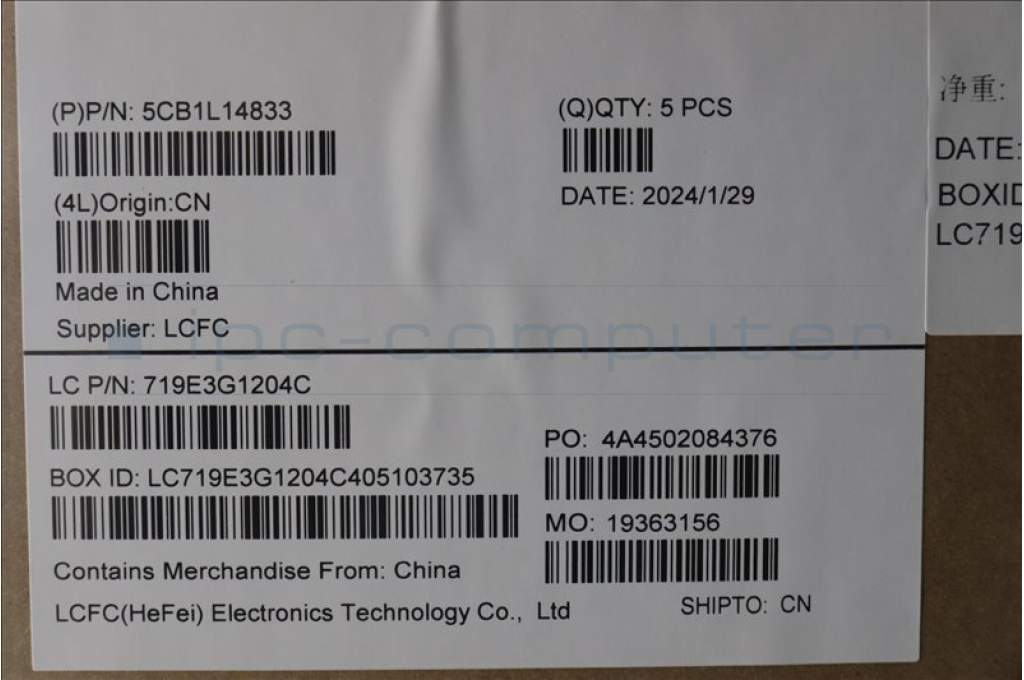 (P)P/N: 5CB1L14833
(Q)QTY: 5 PCS
(4L)Origin:CN
DATE: 2024/1/29
Made in China
Supplier: LCFC
LC P/N: 719E3G1204C
PO: 4A4502084376
BOX ID: LC719E3G1204C405103735
MO: 19363156
Contains Merchandise From: China
LCFC(HeFei) Electronics Technology Co., Ltd
SHIPTO: CN
净重:
DATE:
BOXID
LC719
ipc-computer